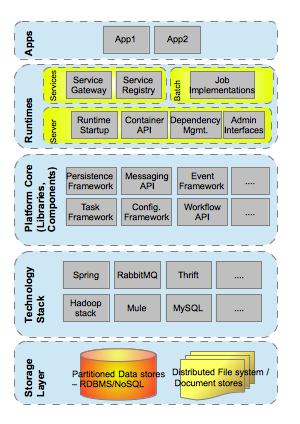 Apps
App1
App2
Runtimes
Services
Service
Gateway
Service
Registry
Batch
Job
Implementations
Server
Runtime
Startup
Container
API
Dependency
Mgmt.
Admin
Interfaces
Platform Core
(Libraries,
Components)
Persistence
Framework
Messaging
API
Event
Framework
....
Task
Framework
Config.
Framework
Workflow
API
....
Technology
Stack
Spring
RabbitMQ
Thrift
....
Hadoop
stack
Mule
MySQL
....
Storage
Layer
Partitioned Data stores
– RDBMS/NoSQL
Distributed File system /
Document stores